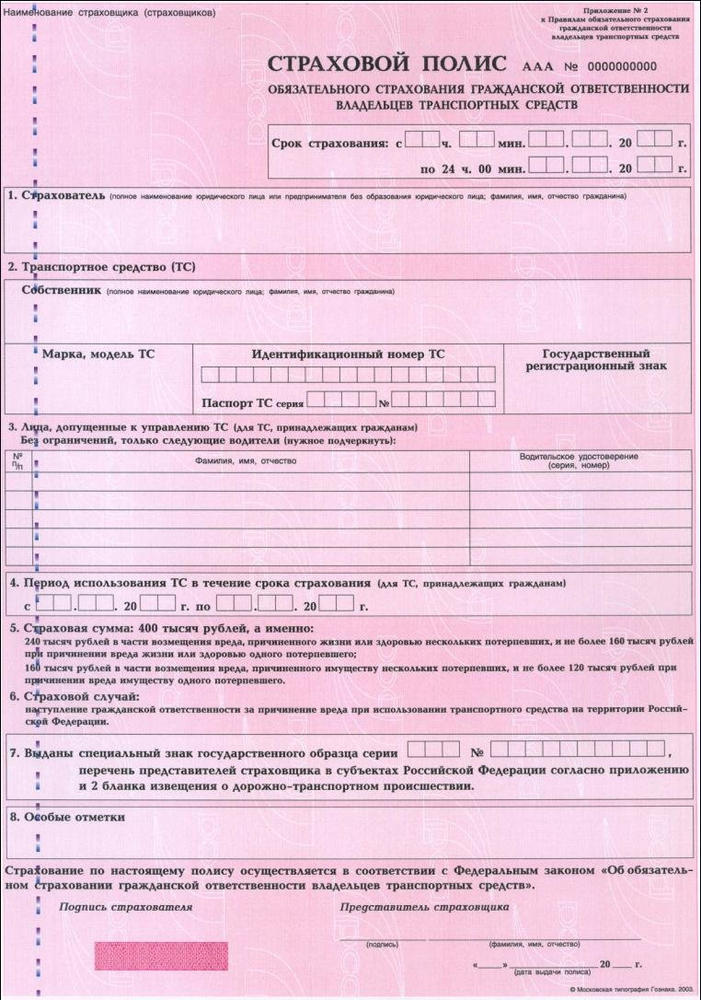 Наименование страховщика (страховщиков)
Приложение № 2
к Правилам обязательного страхования
гражданской ответственности
владельцев транспортных средств
СТРАХОВОЙ ПОЛИС ААА № 0000000000
ОБЯЗАТЕЛЬНОГО СТРАХОВАНИЯ ГРАЖДАНСКОЙ ОТВЕТСТВЕННОСТИ
ВЛАДЕЛЬЦЕВ ТРАНСПОРТНЫХ СРЕДСТВ
Срок страхования: с ч. мин. . . 20 г.
по 24 ч. 00 мин. . . 20 г.
1. Страхователь (полное наименование юридического лица или предпринимателя без образования юридического лица; фамилия, имя, отчество гражданина)
2. Транспортное средство (ТС)
Собственник (полное наименование юридического лица; фамилия, имя, отчество гражданина)
Марка, модель ТС
Идентификационный номер ТС
Паспорт ТС серия №
Государственный
регистрационный знак
3. Лица, допущенные к управлению ТС (для ТС, принадлежащих гражданам)
Без ограничений, только следующие водители (нужное подчеркнуть):
№
п/п
Фамилия, имя, отчество
Водительское удостоверение
(серия, номер)
4. Период использования ТС в течение срока страхования (для ТС, принадлежащих гражданам)
с . . 20 г. по . . 20 г.
5. Страховая сумма: 400 тысяч рублей, а именно:
240 тысяч рублей в части возмещения вреда, причиненного жизни или здоровью нескольких потерпевших, и не более 160 тысяч рублей
при причинении вреда жизни или здоровью одного потерпевшего;
160 тысяч рублей в части возмещения вреда, причиненного имуществу нескольких потерпевших, и не более 120 тысяч рублей при
причинении вреда имуществу одного потерпевшего.
6. Страховой случай:
наступление гражданской ответственности за причинение вреда при использовании транспортного средства на территории Россий-
ской Федерации.
7. Выданы специальный знак государственного образца серии № ,
перечень представителей страховщика в субъектах Российской Федерации согласно приложению
и 2 бланка извещения о дорожно-транспортном происшествии.
8. Особые отметки
Страхование по настоящему полису осуществляется в соответствии с Федеральным законом «Об обязатель-
ном страховании гражданской ответственности владельцев транспортных средств».
Подпись страхователя
Представитель страховщика
(подпись) (фамилия, имя, отчество)
«____» ____________ 20 ____ г.
(дата выдачи полиса)
© Московская типография Гознака. 2003.